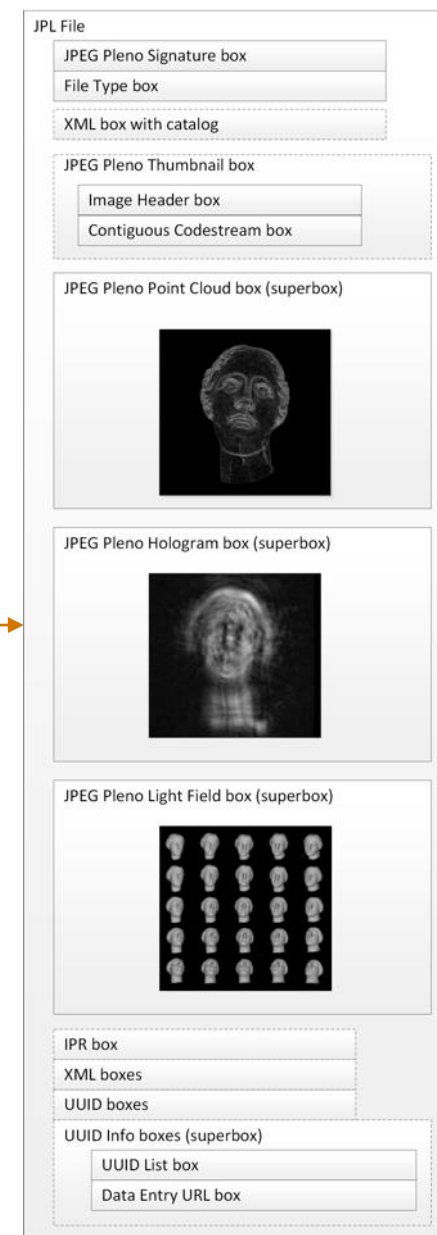 JPL File
JPEG Pleno Signature box
File Type box
XML box with catalog
JPEG Pleno Thumbnail box
Image Header box
Contiguous Codestream box
JPEG Pleno Point Cloud box (superbox)
JPEG Pleno Hologram box (superbox)
JPEG Pleno Light Field box (superbox)
IPR box
XML boxes
UUID boxes
UUID Info boxes (superbox)
UUID List box
Data Entry URL box